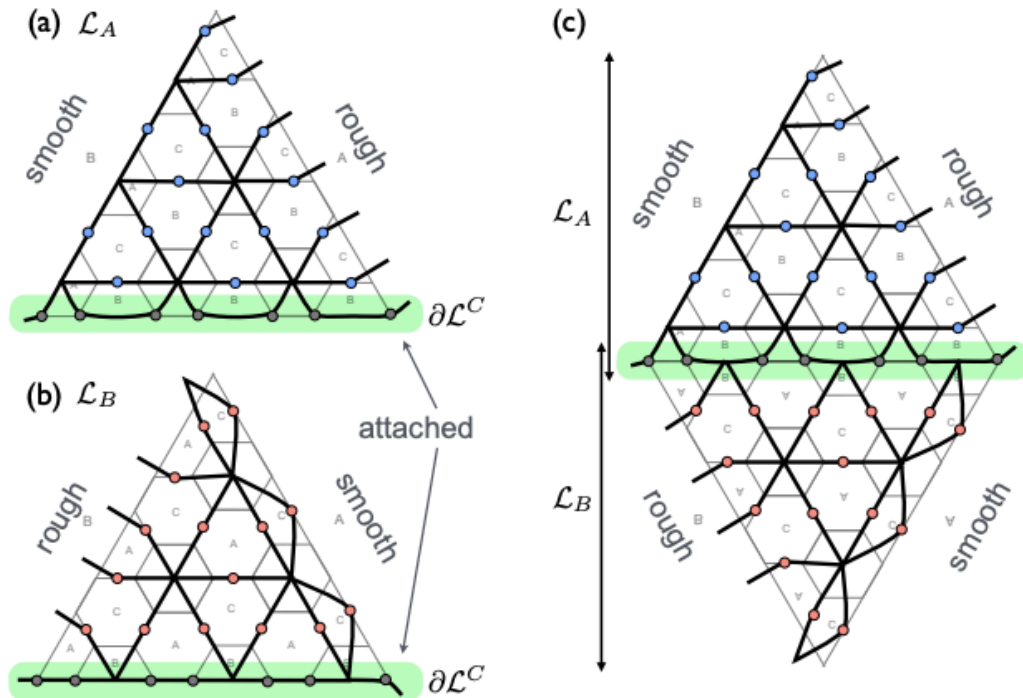 (a) 𝓛_A
C
A
B
smooth
rough
B C C A
A
B B
C C
C
A
B B B
∂𝓛^C
(b) 𝓛_B
attached
C
A
rough
smooth
C C
B A
A A
C C C
A A A
B B B
∂𝓛^C
(c)
C
A
B
smooth
rough
B C C A
𝓛_A
A
B B
C C
C
A
B B B
B B B
A A A
C C C
𝓛_B
A A
B C C A
rough
smooth
A
C